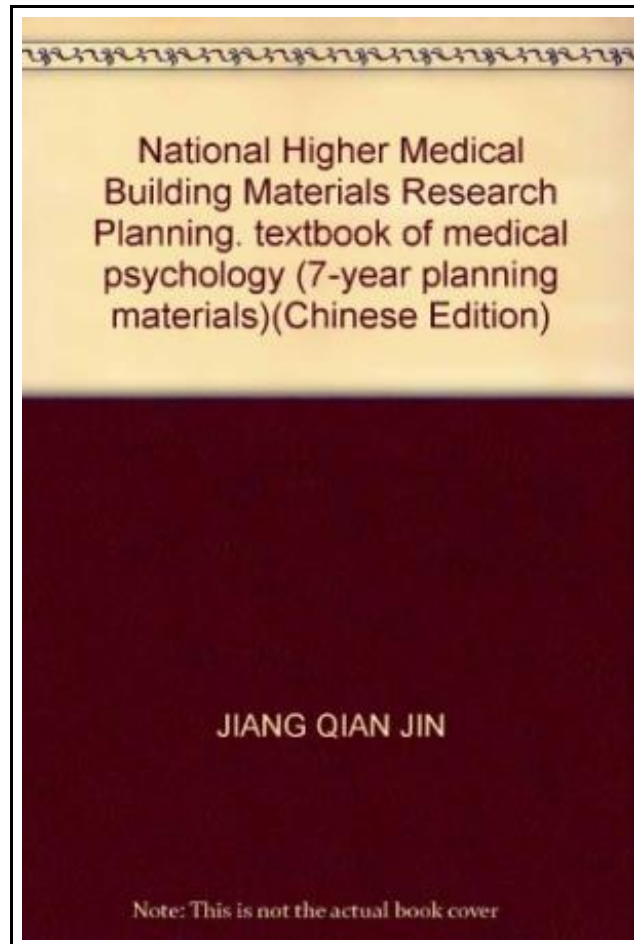 National Higher Medical
Building Materials Research
Planning. textbook of medical
psychology (7-year planning
materials)(Chinese Edition)
JIANG QIAN JIN
Note: This is not the actual book cover